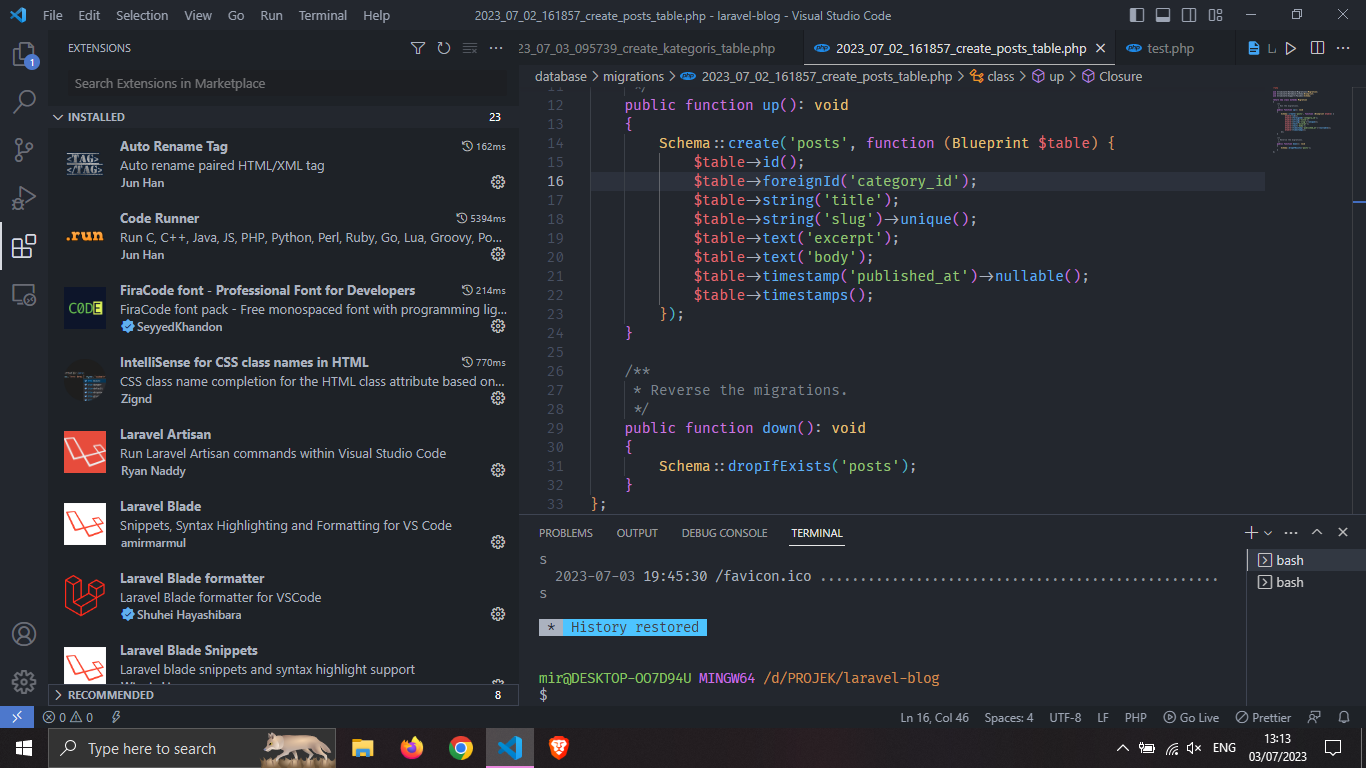 File Edit Selection View Go Run Terminal Help
2023_07_02_161857_create_posts_table.php - laravel-blog - Visual Studio Code
EXTENSIONS
Search Extensions in Marketplace
INSTALLED 23
Auto Rename Tag 162ms
Auto rename paired HTML/XML tag
Jun Han
Code Runner 5394ms
Run C, C++, Java, JS, PHP, Python, Perl, Ruby, Go, Lua, Groovy, Po...
Jun Han
FiraCode font - Professional Font for Developers 214ms
FiraCode font pack - Free monospaced font with programming lig...
SeyyedKhandon
IntelliSense for CSS class names in HTML 770ms
CSS class name completion for the HTML class attribute based on...
Zignd
Laravel Artisan
Run Laravel Artisan commands within Visual Studio Code
Ryan Naddy
Laravel Blade
Snippets, Syntax Highlighting and Formatting for VS Code
amirmarmul
Laravel Blade formatter
Laravel Blade formatter for VSCode
Shuhei Hayashibara
Laravel Blade Snippets
Laravel blade snippets and syntax highlight support
RECOMMENDED 8
1
<TAG>
/TAG/
.run
C0DE
23_07_03_095739_create_kategoris_table.php
2023_07_02_161857_create_posts_table.php
test.php
database > migrations > 2023_07_02_161857_create_posts_table.php > class > up > Closure
11 */
12 public function up(): void
13 {
14 Schema::create('posts', function (Blueprint $table) {
15 $table->id();
16 $table->foreignId('category_id');
17 $table->string('title');
18 $table->string('slug')->unique();
19 $table->text('excerpt');
20 $table->text('body');
21 $table->timestamp('published_at')->nullable();
22 $table->timestamps();
23 });
24 }
25
26 /**
27 * Reverse the migrations.
28 */
29 public function down(): void
30 {
31 Schema::dropIfExists('posts');
32 }
33 };
PROBLEMS OUTPUT DEBUG CONSOLE TERMINAL
s
2023-07-03 19:45:30 /favicon.ico ..................................................
s
* History restored
mir@DESKTOP-OO7D94U MINGW64 /d/PROJEK/laravel-blog
$
bash
bash
0 0
Ln 16, Col 46 Spaces: 4 UTF-8 LF PHP Go Live Prettier
Type here to search
ENG
13:13
03/07/2023